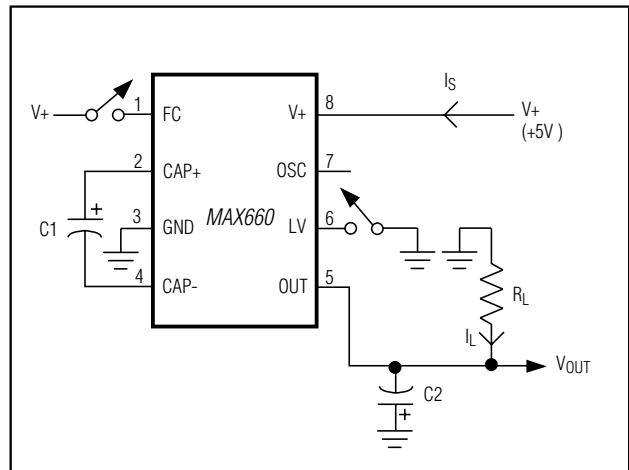 V+
1
FC
2
CAP+
C1
+
3
GND
4
CAP-
MAX660
V+
8
IS
V+
(+5V )
OSC
7
LV
6
OUT
5
RL
IL
VOUT
C2
+